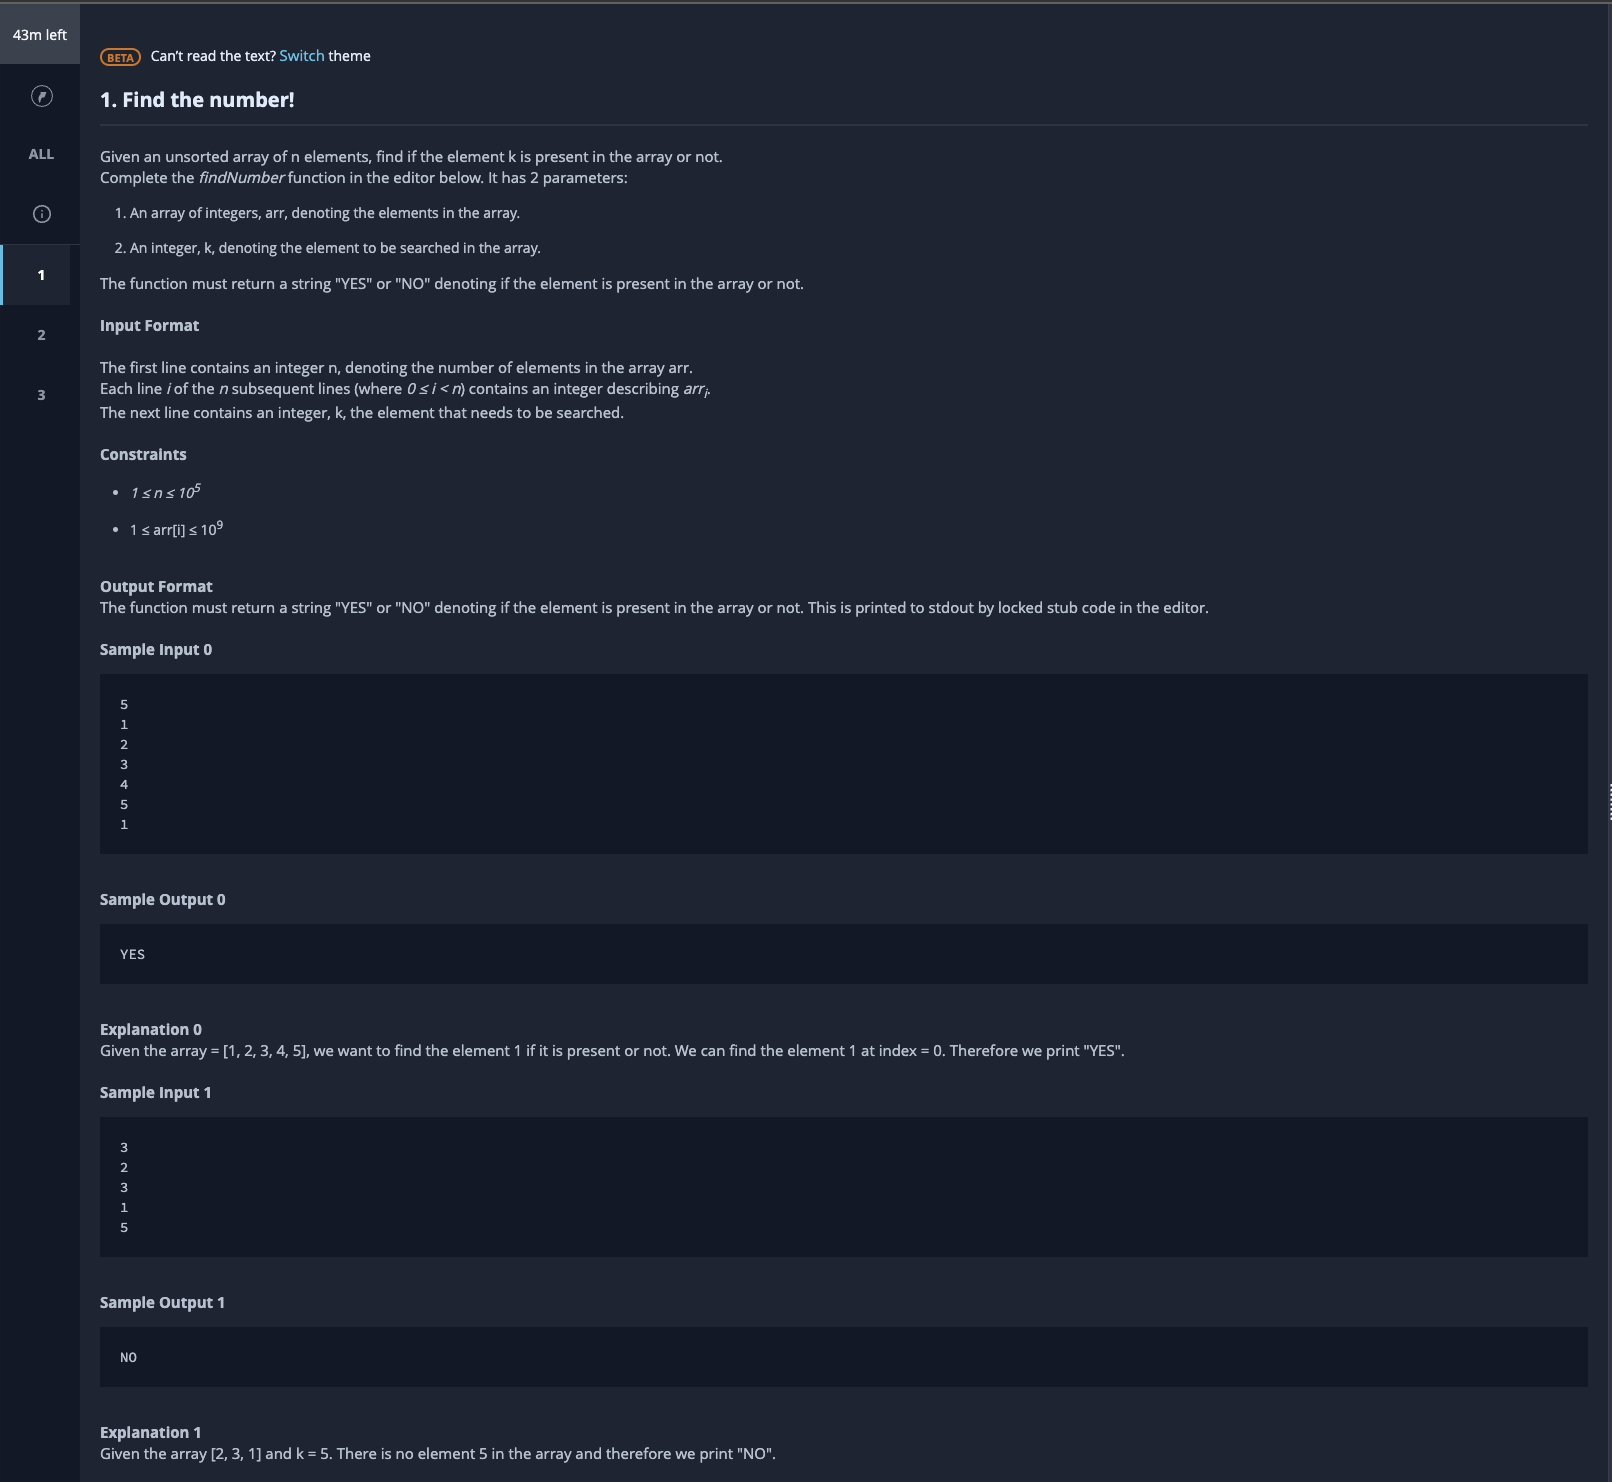 43m left
BETA Can't read the text? Switch theme
1. Find the number!
ALL
1
2
3
Given an unsorted array of n elements, find if the element k is present in the array or not.
Complete the findNumber function in the editor below. It has 2 parameters:
1. An array of integers, arr, denoting the elements in the array.
2. An integer, k, denoting the element to be searched in the array.
The function must return a string "YES" or "NO" denoting if the element is present in the array or not.
Input Format
The first line contains an integer n, denoting the number of elements in the array arr.
Each line i of the n subsequent lines (where 0 ≤ i < n) contains an integer describing arrᵢ.
The next line contains an integer, k, the element that needs to be searched.
Constraints
• 1 ≤ n ≤ 10⁵
• 1 ≤ arr[i] ≤ 10⁹
Output Format
The function must return a string "YES" or "NO" denoting if the element is present in the array or not. This is printed to stdout by locked stub code in the editor.
Sample Input 0
5
1
2
3
4
5
1
Sample Output 0
YES
Explanation 0
Given the array = [1, 2, 3, 4, 5], we want to find the element 1 if it is present or not. We can find the element 1 at index = 0. Therefore we print "YES".
Sample Input 1
3
2
3
1
5
Sample Output 1
NO
Explanation 1
Given the array [2, 3, 1] and k = 5. There is no element 5 in the array and therefore we print "NO".